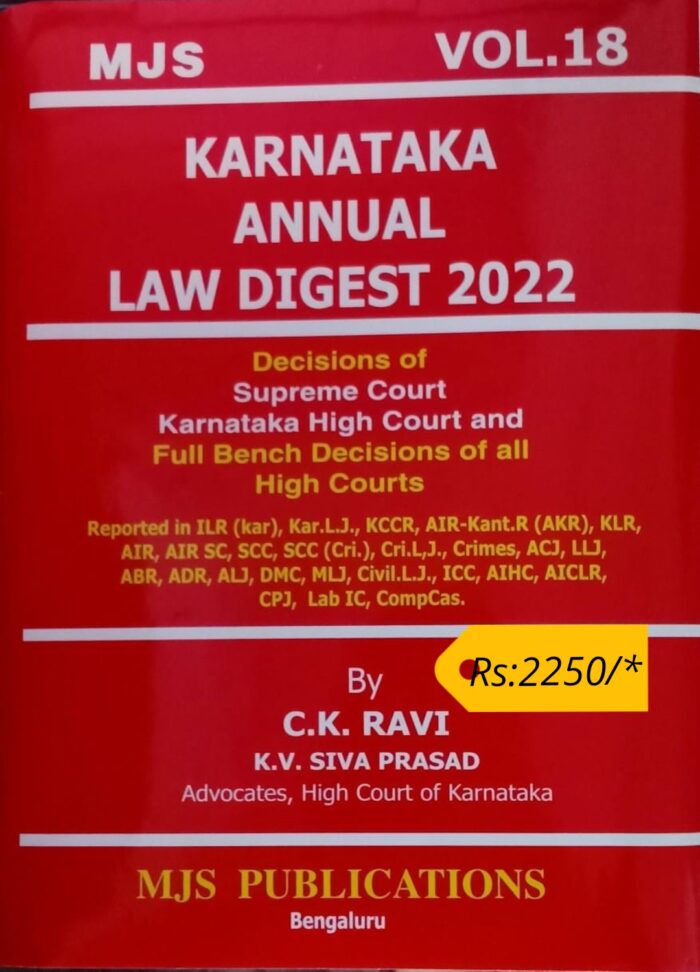 MJS VOL.18
KARNATAKA
ANNUAL
LAW DIGEST 2022
Decisions of
Supreme Court
Karnataka High Court and
Full Bench Decisions of all
High Courts
Reported in ILR (kar), Kar.L.J., KCCR, AIR-Kant.R (AKR), KLR,
AIR, AIR SC, SCC, SCC (Cri.), Cri.L,J., Crimes, ACJ, LLJ,
ABR, ADR, ALJ, DMC, MLJ, Civil.L.J., ICC, AIHC, AICLR,
CPJ, Lab IC, CompCas.
Rs:2250/*
By
C.K. RAVI
K.V. SIVA PRASAD
Advocates, High Court of Karnataka
MJS PUBLICATIONS
Bengaluru